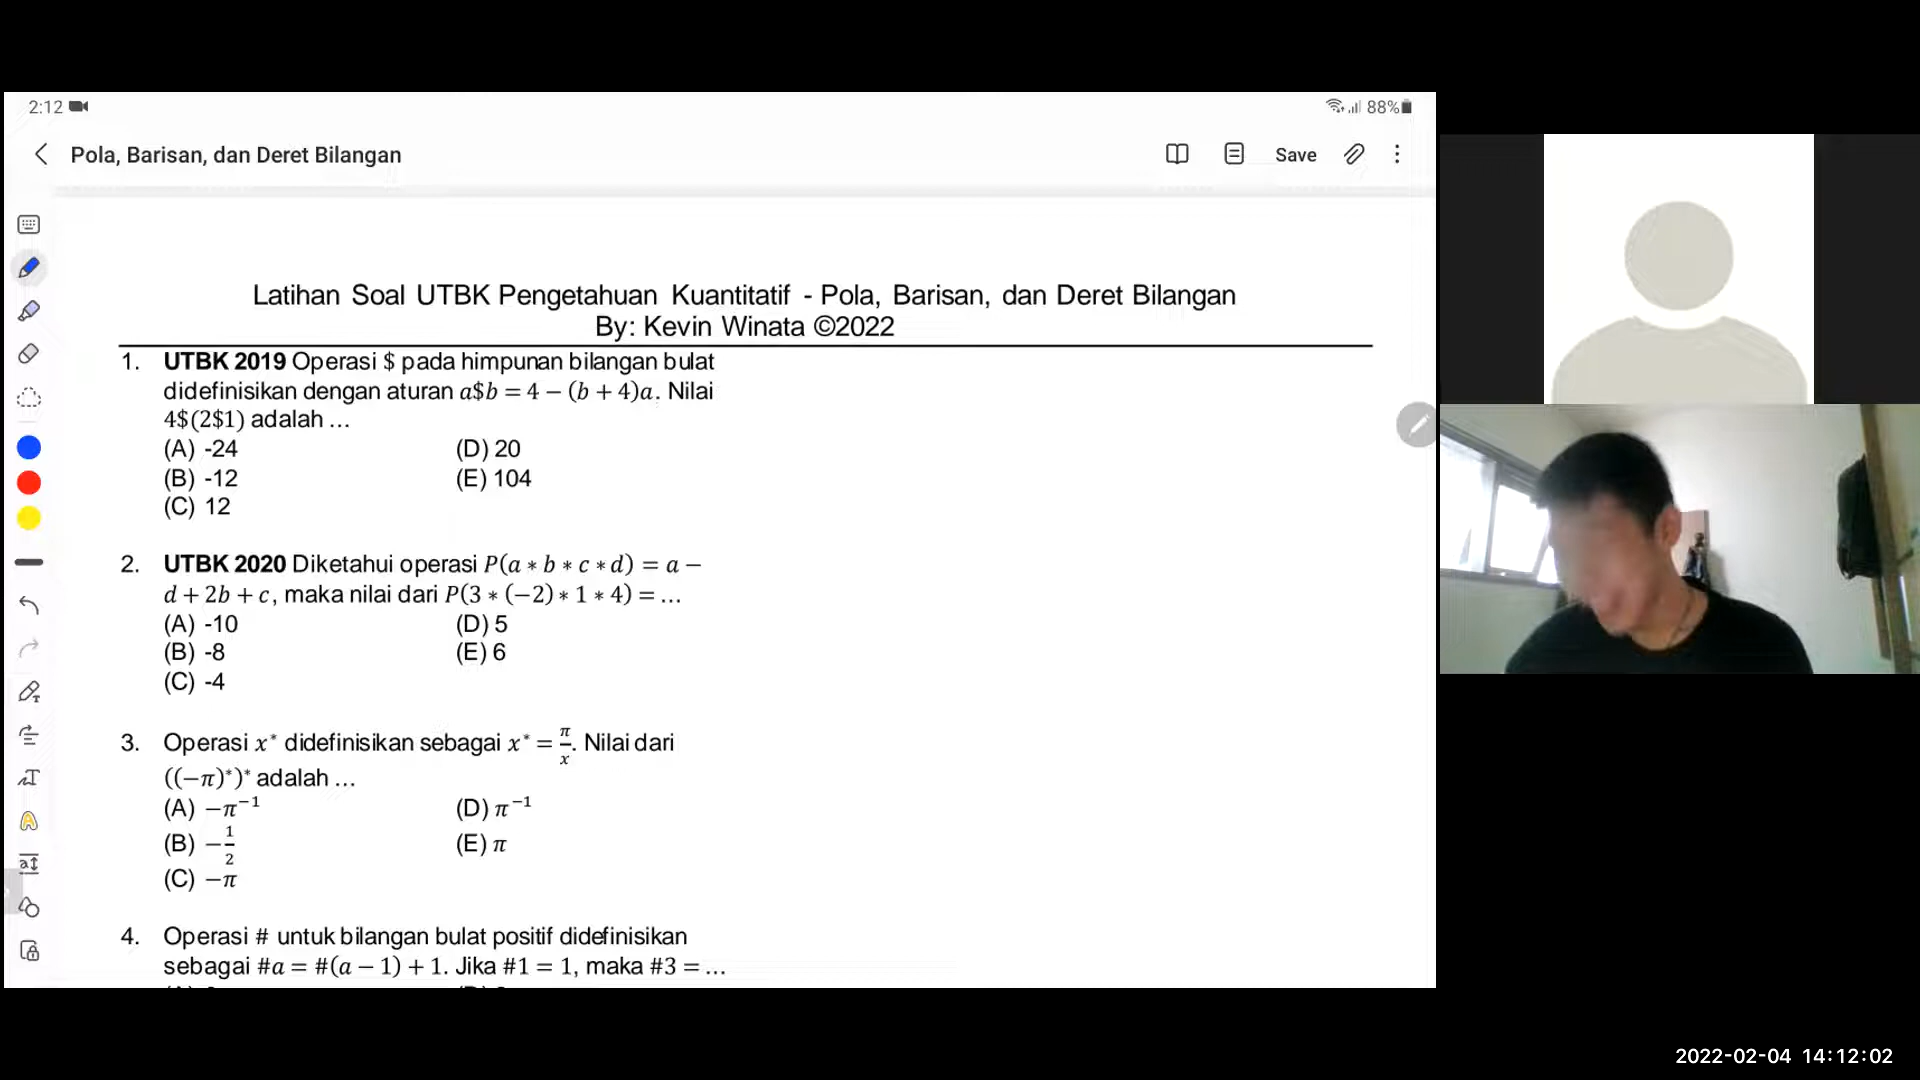 2:12
88%
Pola, Barisan, dan Deret Bilangan
Save
Latihan Soal UTBK Pengetahuan Kuantitatif - Pola, Barisan, dan Deret Bilangan
By: Kevin Winata ©2022
1. UTBK 2019 Operasi $ pada himpunan bilangan bulat
didefinisikan dengan aturan a$b = 4 − (b + 4)a. Nilai
4$(2$1) adalah …
(A) -24 (D) 20
(B) -12 (E) 104
(C) 12
2. UTBK 2020 Diketahui operasi P(a ∗ b ∗ c ∗ d) = a −
d + 2b + c, maka nilai dari P(3 ∗ (−2) ∗ 1 ∗ 4) = …
(A) -10 (D) 5
(B) -8 (E) 6
(C) -4
3. Operasi x* didefinisikan sebagai x* = π/x. Nilai dari
((−π)*)* adalah …
(A) −π⁻¹ (D) π⁻¹
(B) −1/2 (E) π
(C) −π
4. Operasi # untuk bilangan bulat positif didefinisikan
sebagai #a = #(a − 1) + 1. Jika #1 = 1, maka #3 = …
2022-02-04 14:12:02